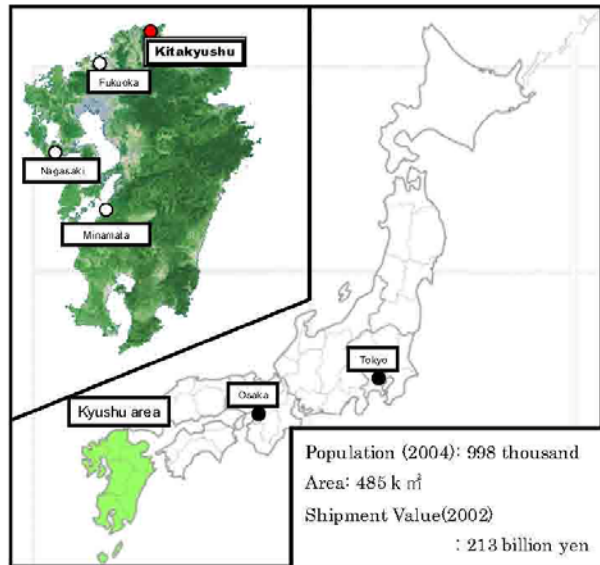 Kitakyushu
Fukuoka
Nagasaki
Minamata
Tokyo
Osaka
Kyushu area
Population (2004): 998 thousand
Area: 485 k㎡
Shipment Value(2002)
: 213 billion yen